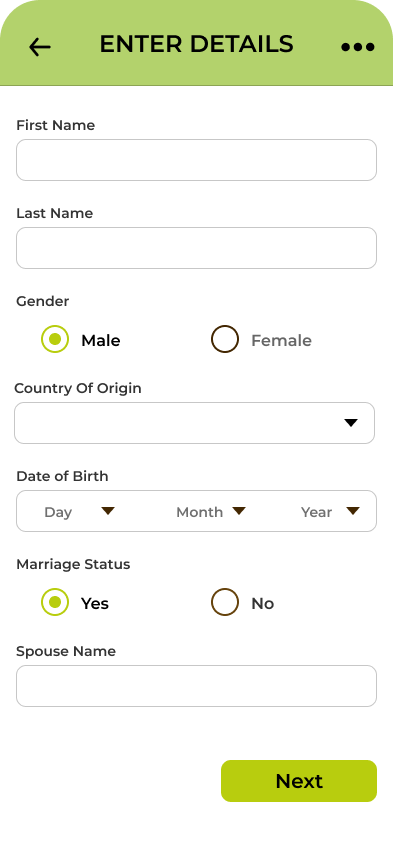 ENTER DETAILS
First Name
Last Name
Gender
Male Female
Country Of Origin
Date of Birth
Day Month Year
Marriage Status
Yes No
Spouse Name
Next